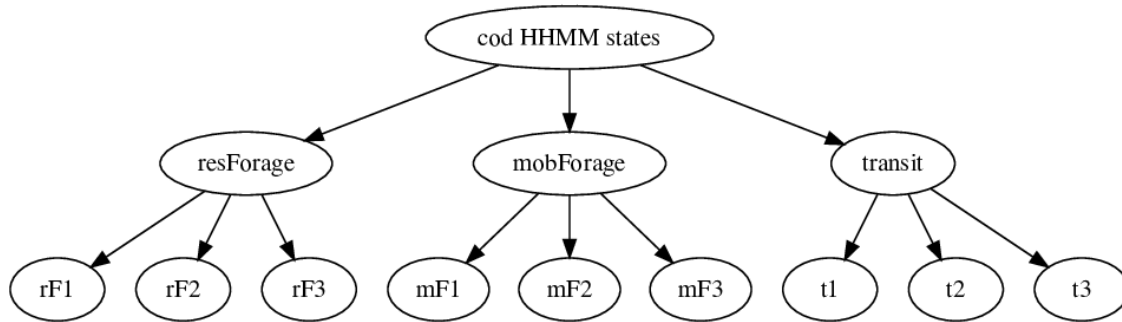 cod HHMM states
resForage
mobForage
transit
rF1
rF2
rF3
mF1
mF2
mF3
t1
t2
t3